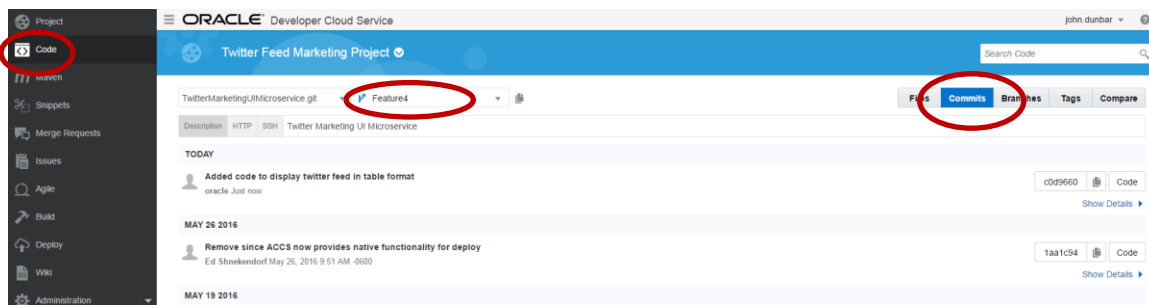 Project
ORACLE® Developer Cloud Service
john.dunbar
Code
Twitter Feed Marketing Project
Search Code
Maven
Snippets
TwitterMarketingUIMicroservice.git
Feature4
Files
Commits
Branches
Tags
Compare
Merge Requests
Description HTTP SSH Twitter Marketing UI Microservice
Issues
TODAY
Agile
Added code to display twitter feed in table format
oracle Just now
c0d9660
Code
Show Details
Build
MAY 26 2016
Deploy
Remove since ACCS now provides native functionality for deploy
Ed Shnekendorf May 26, 2016 9:51 AM -0600
1aa1c94
Code
Show Details
Wiki
Administration
MAY 19 2016